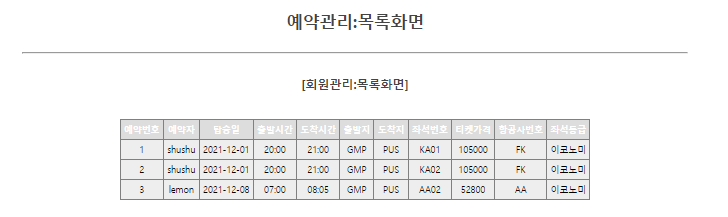 예약관리:목록화면
[회원관리:목록화면]
예약번호 예약자 탑승일 출발시간 도착시간 출발지 도착지 좌석번호 티켓가격 항공사번호 좌석등급
1 shushu 2021-12-01 20:00 21:00 GMP PUS KA01 105000 FK 이코노미
2 shushu 2021-12-01 20:00 21:00 GMP PUS KA02 105000 FK 이코노미
3 lemon 2021-12-08 07:00 08:05 GMP PUS AA02 52800 AA 이코노미